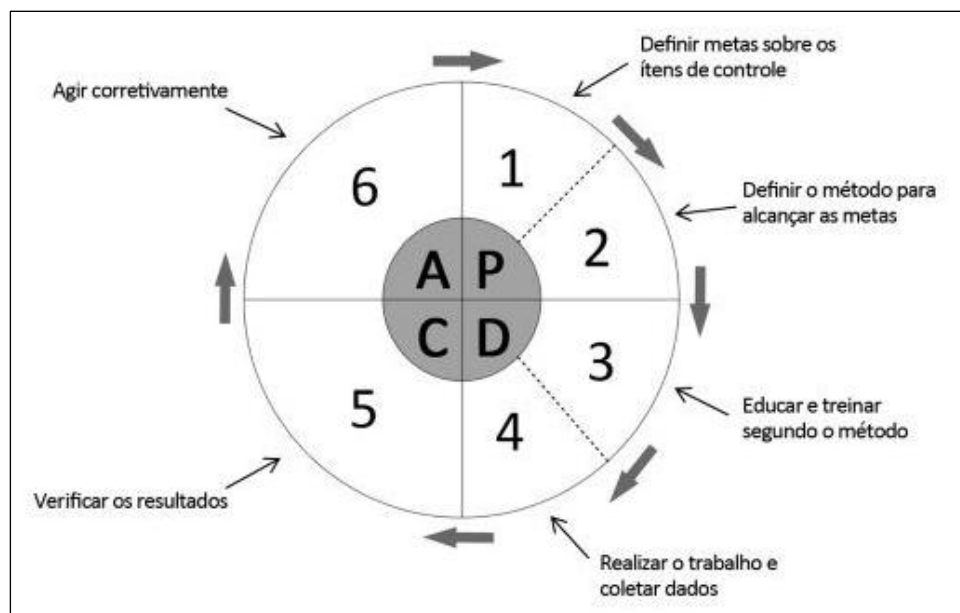 Definir metas sobre os
ítens de controle
Agir corretivamente
1
6
Definir o método para
alcançar as metas
2
A P
C D
3
5
4
Educar e treinar
segundo o método
Verificar os resultados
Realizar o trabalho e
coletar dados